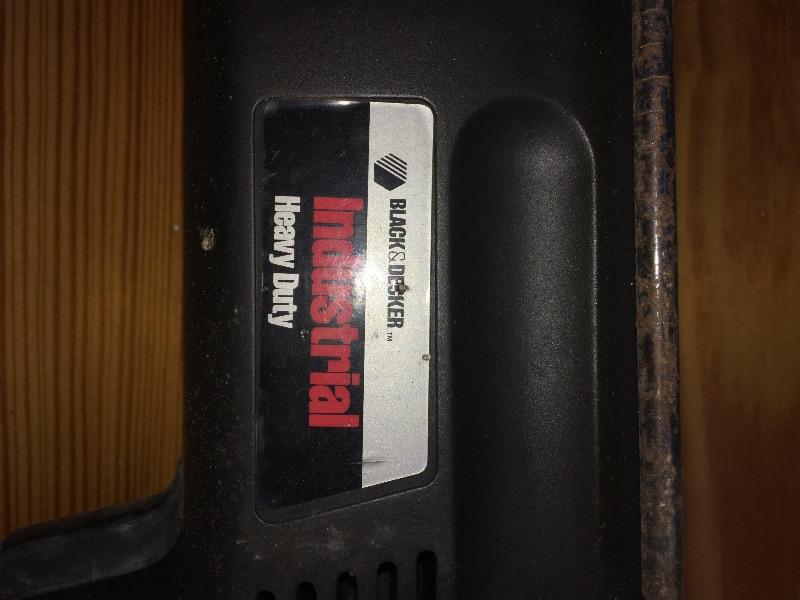 BLACK&DECKER™
Industrial
Heavy Duty